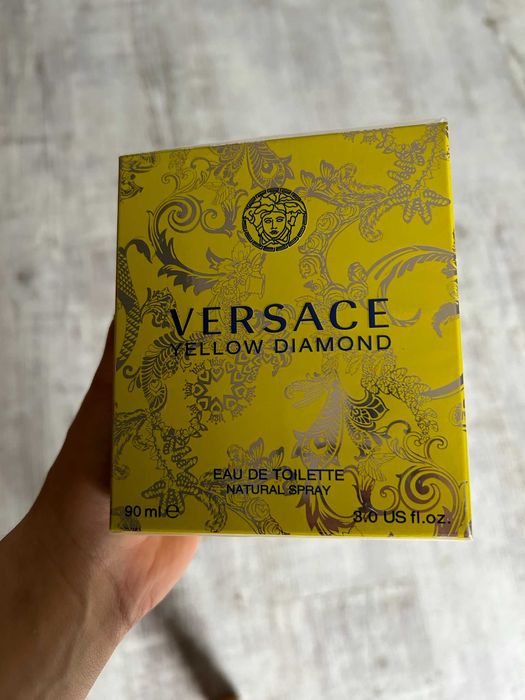 VERSACE
YELLOW DIAMOND
EAU DE TOILETTE
NATURAL SPRAY
90 ml ℮ 3.0 US fl.oz.